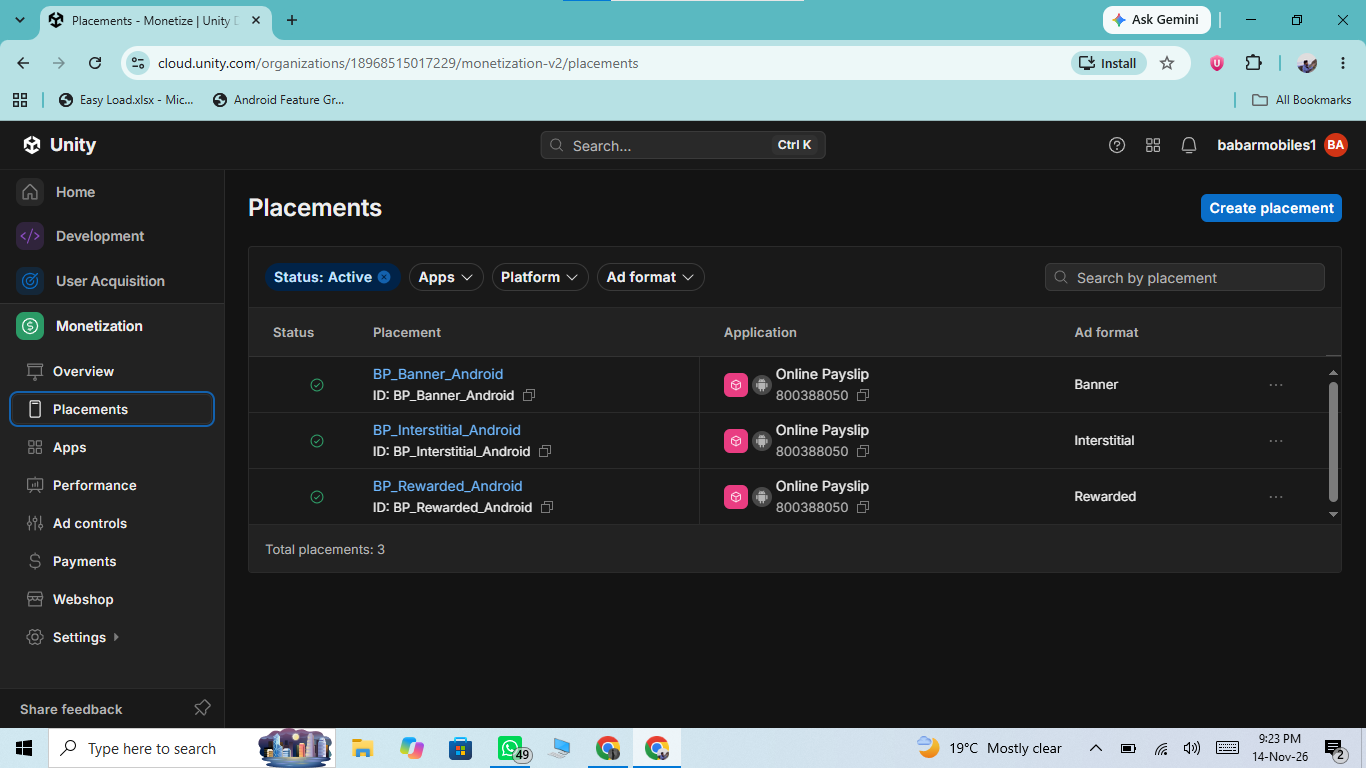 Placements - Monetize | Unity D
Ask Gemini
cloud.unity.com/organizations/18968515017229/monetization-v2/placements
Install
Easy Load.xlsx - Mic...
Android Feature Gr...
All Bookmarks
Unity
Search...
Ctrl K
babarmobiles1
BA
Home
Development
User Acquisition
Monetization
Overview
Placements
Apps
Performance
Ad controls
Payments
Webshop
Settings
Share feedback
Placements
Create placement
Status: Active
Apps
Platform
Ad format
Search by placement
Status
Placement
Application
Ad format
BP_Banner_Android
ID: BP_Banner_Android
Online Payslip
800388050
Banner
BP_Interstitial_Android
ID: BP_Interstitial_Android
Online Payslip
800388050
Interstitial
BP_Rewarded_Android
ID: BP_Rewarded_Android
Online Payslip
800388050
Rewarded
Total placements: 3
Type here to search
49
19°C Mostly clear
9:23 PM
14-Nov-26
2